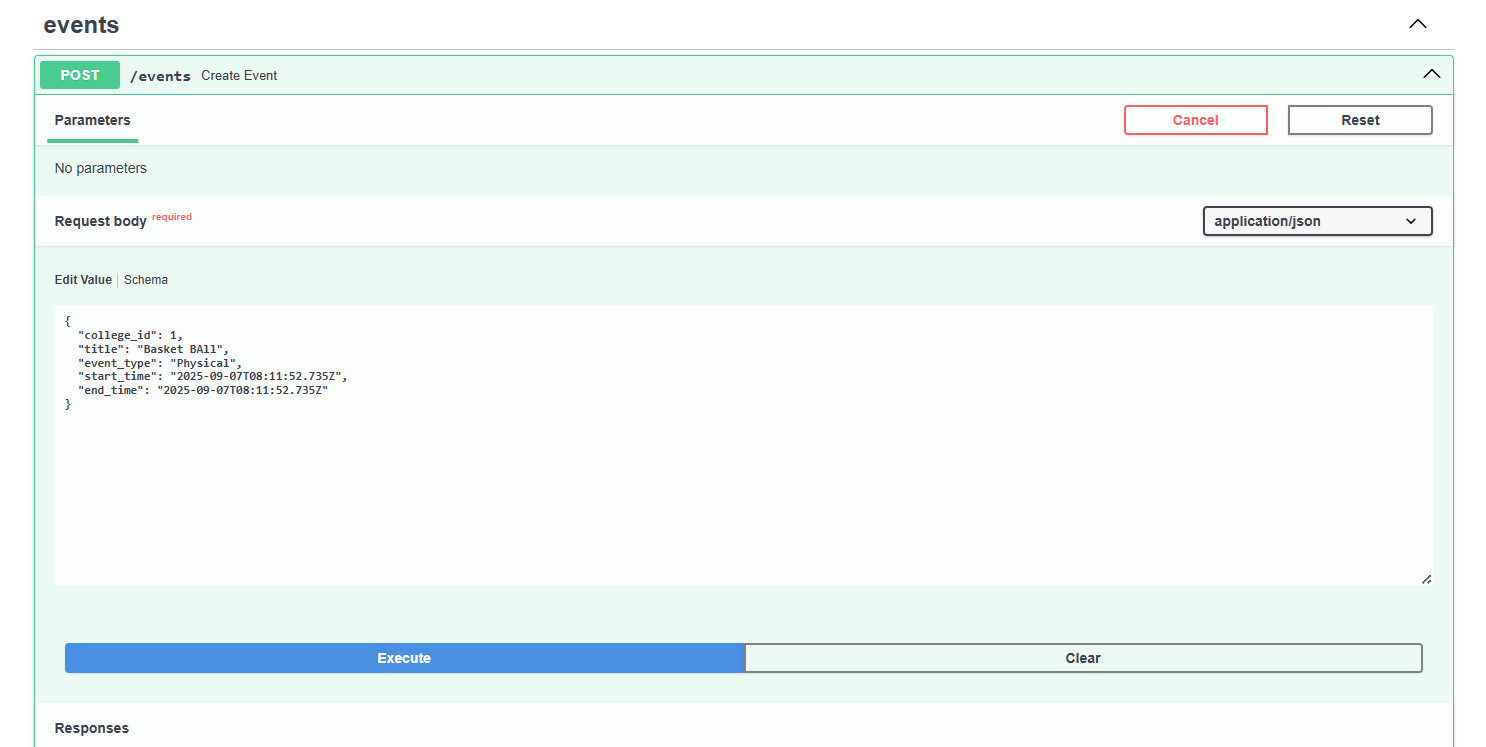 events
POST /events Create Event
Parameters
Cancel
Reset
No parameters
Request body required
application/json
Edit Value | Schema
{
  "college_id": 1,
  "title": "Basket BAll",
  "event_type": "Physical",
  "start_time": "2025-09-07T08:11:52.735Z",
  "end_time": "2025-09-07T08:11:52.735Z"
}
Execute
Clear
Responses